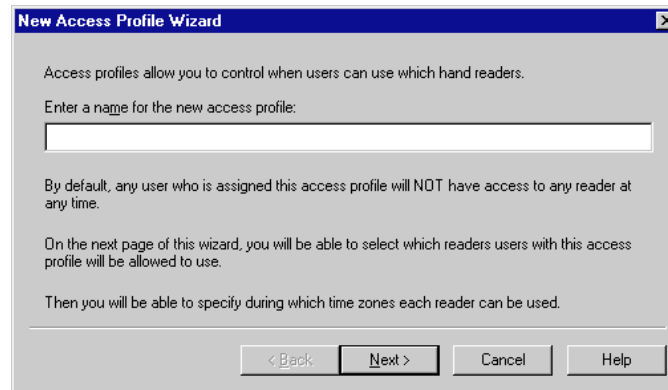 New Access Profile Wizard
Access profiles allow you to control when users can use which hand readers.
Enter a name for the new access profile:
By default, any user who is assigned this access profile will NOT have access to any reader at
any time.
On the next page of this wizard, you will be able to select which readers users with this access
profile will be allowed to use.
Then you will be able to specify during which time zones each reader can be used.
< Back Next > Cancel Help